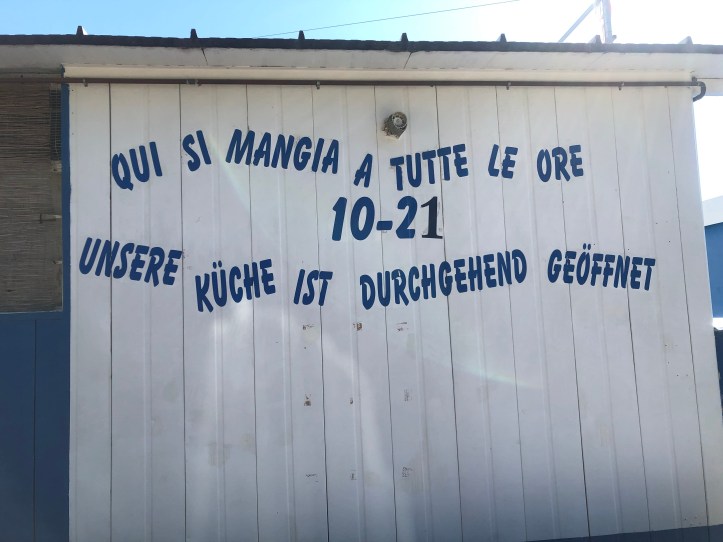 QUI SI MANGIA A TUTTE LE ORE
10-21
UNSERE KÜCHE IST DURCHGEHEND GEÖFFNET